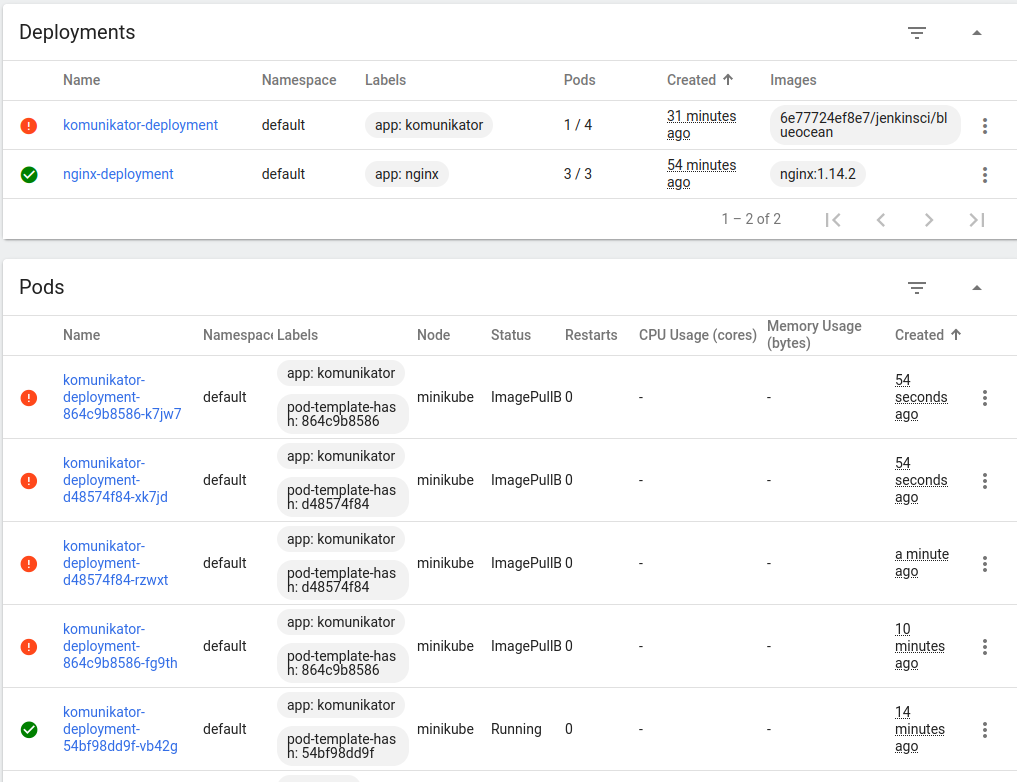 Deployments
Name Namespace Labels Pods Created Images
komunikator-deployment default app: komunikator 1 / 4 31 minutes ago 6e77724ef8e7/jenkinsci/blueocean
nginx-deployment default app: nginx 3 / 3 54 minutes ago nginx:1.14.2
1 – 2 of 2
Pods
Name Namespace Labels Node Status Restarts CPU Usage (cores) Memory Usage (bytes) Created
komunikator-deployment-864c9b8586-k7jw7 default app: komunikator pod-template-hash: 864c9b8586 minikube ImagePullB 0 - - 54 seconds ago
komunikator-deployment-d48574f84-xk7jd default app: komunikator pod-template-hash: d48574f84 minikube ImagePullB 0 - - 54 seconds ago
komunikator-deployment-d48574f84-rzwxt default app: komunikator pod-template-hash: d48574f84 minikube ImagePullB 0 - - a minute ago
komunikator-deployment-864c9b8586-fg9th default app: komunikator pod-template-hash: 864c9b8586 minikube ImagePullB 0 - - 10 minutes ago
komunikator-deployment-54bf98dd9f-vb42g default app: komunikator pod-template-hash: 54bf98dd9f minikube Running 0 - - 14 minutes ago